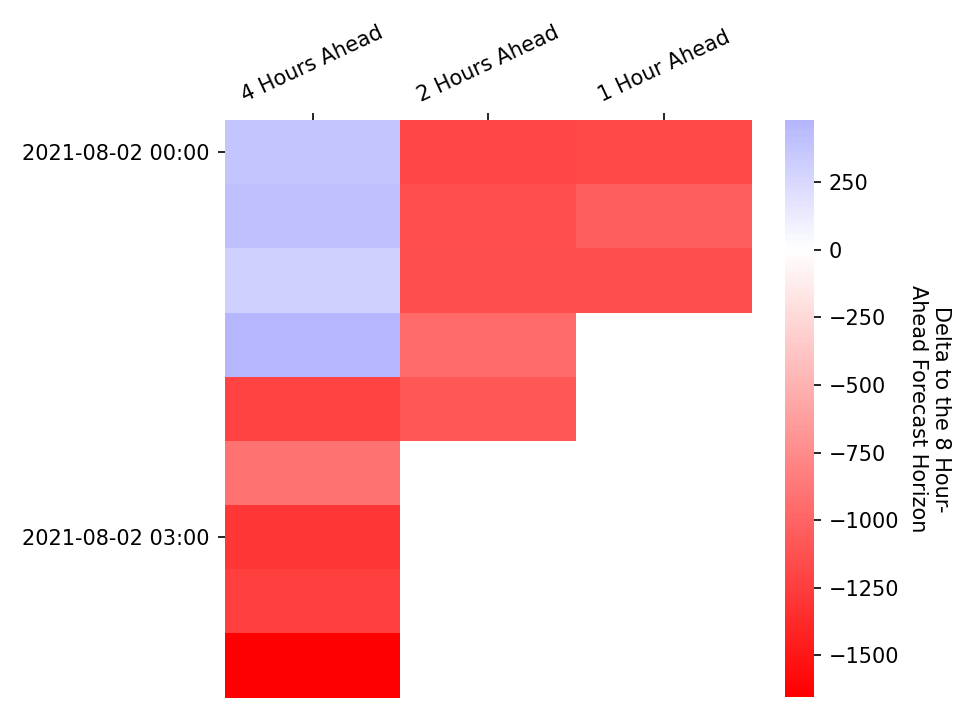 4 Hours Ahead
2 Hours Ahead
1 Hour Ahead
2021-08-02 00:00
2021-08-02 03:00
250
0
−250
−500
−750
−1000
−1250
−1500
Delta to the 8 Hour-
Ahead Forecast Horizon